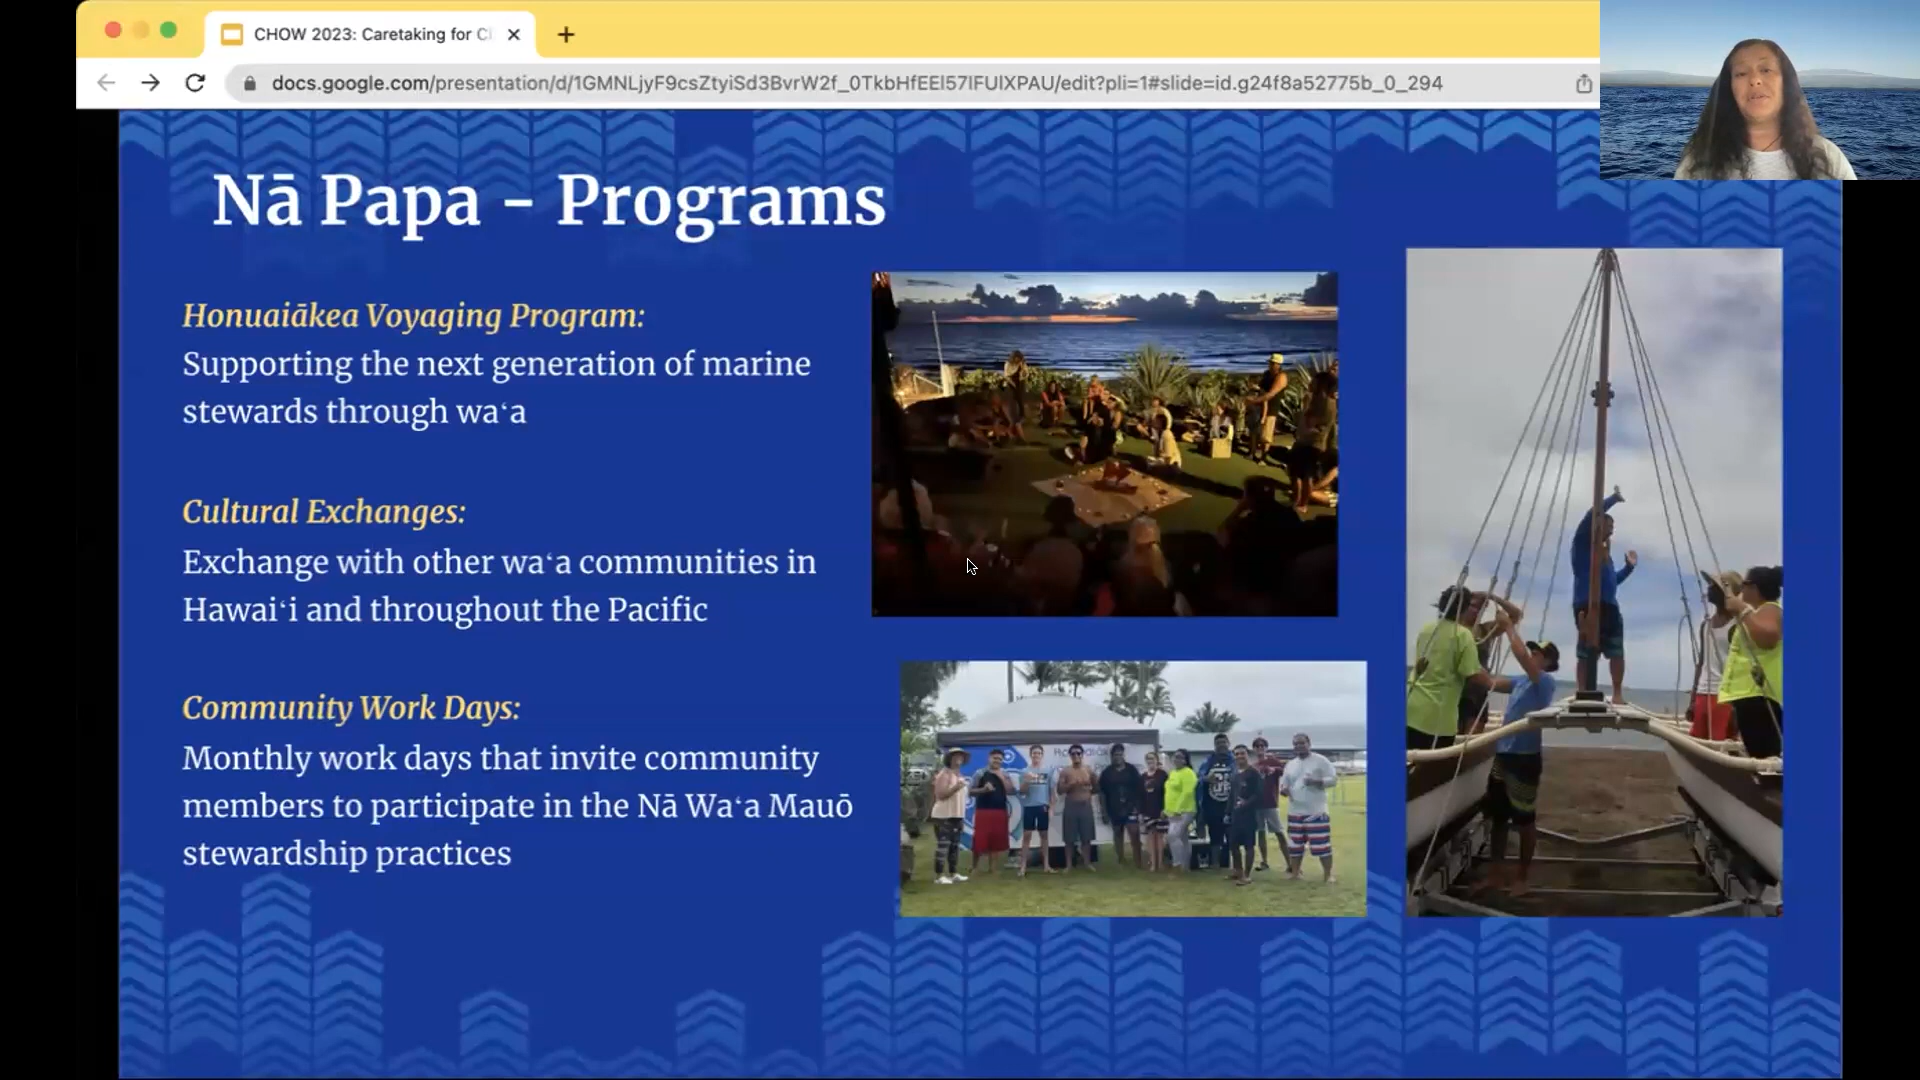 CHOW 2023: Caretaking for C
docs.google.com/presentation/d/1GMNLjyF9csZtyiSd3BvrW2f_0TkbHfEEl57lFUlXPAU/edit?pli=1#slide=id.g24f8a52775b_0_294
Nā Papa - Programs
Honuaiākea Voyaging Program:
Supporting the next generation of marine
stewards through waʻa
Cultural Exchanges:
Exchange with other waʻa communities in
Hawaiʻi and throughout the Pacific
Community Work Days:
Monthly work days that invite community
members to participate in the Nā Waʻa Mauō
stewardship practices